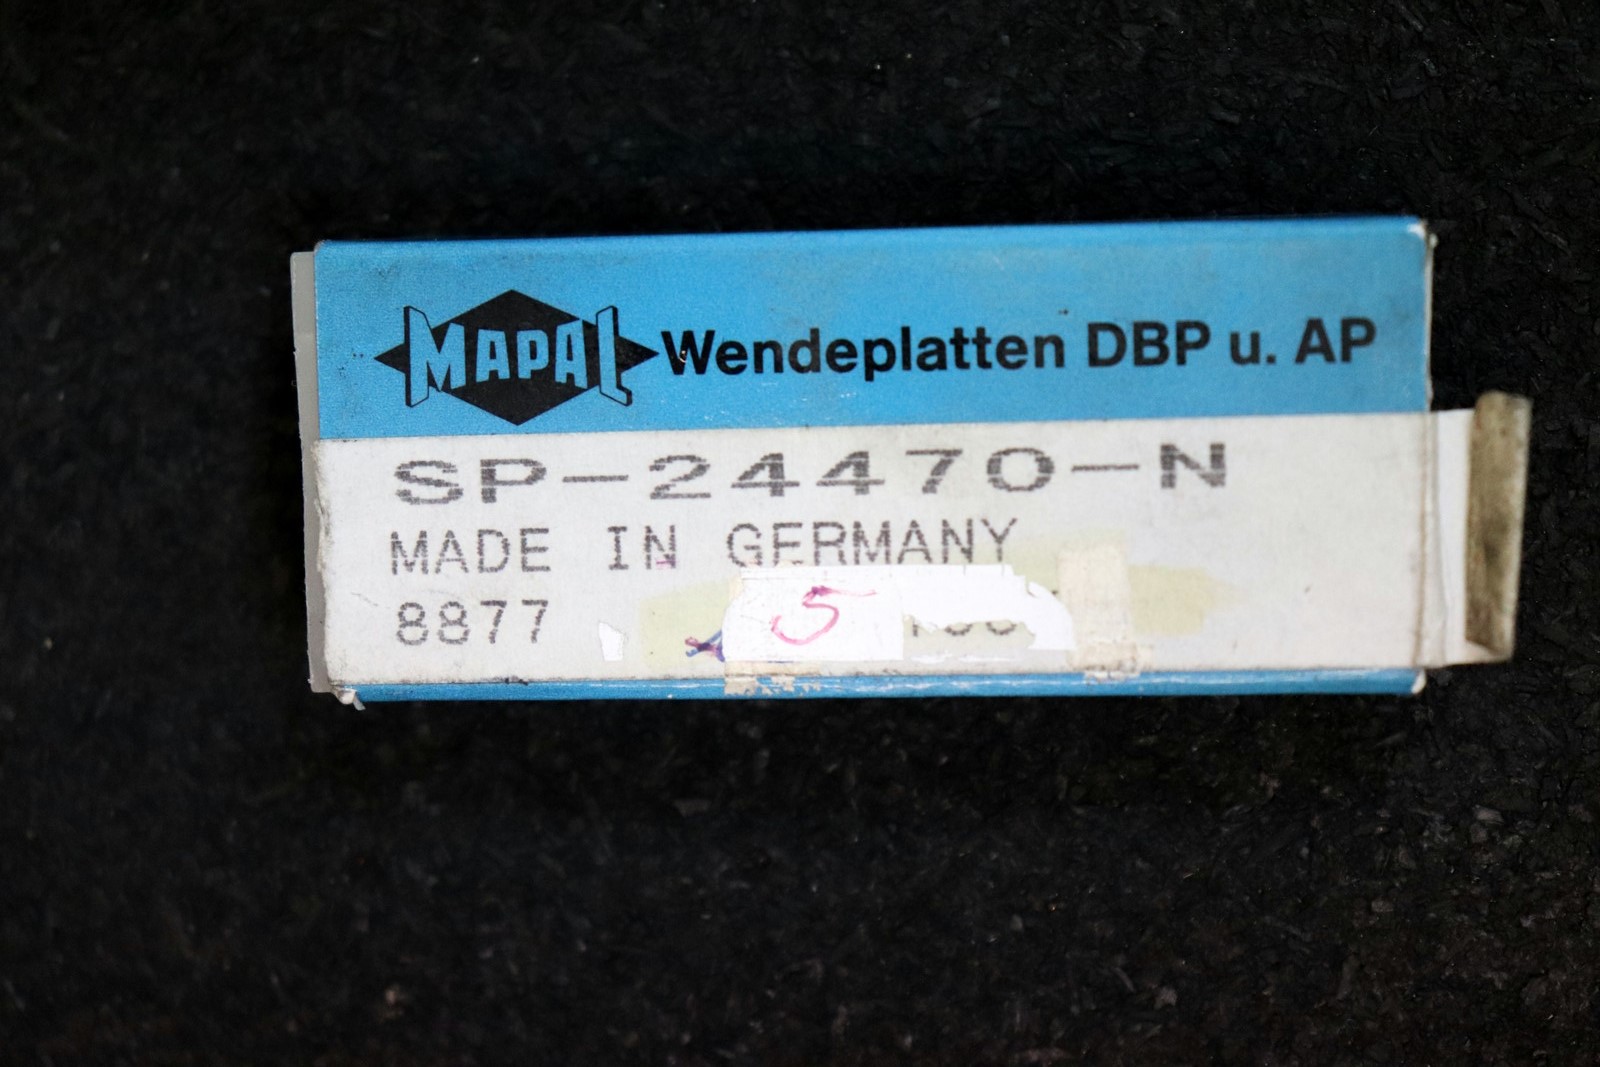 MAPAL Wendeplatten DBP u. AP
SP-24470-N
MADE IN GERMANY
8877 5